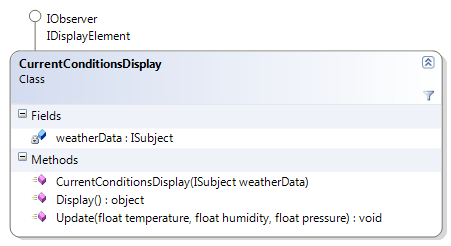 IObserver
IDisplayElement
CurrentConditionsDisplay
Class
Fields
weatherData : ISubject
Methods
CurrentConditionsDisplay(ISubject weatherData)
Display() : object
Update(float temperature, float humidity, float pressure) : void